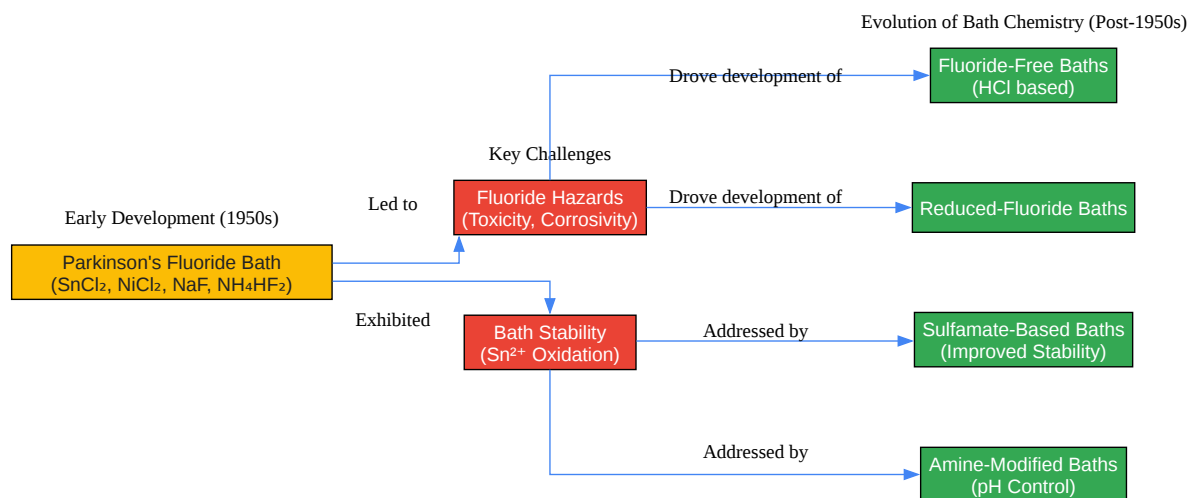 Evolution of Bath Chemistry (Post-1950s)
Fluoride-Free Baths
(HCl based)
Drove development of
Key Challenges
Fluoride Hazards
(Toxicity, Corrosivity)
Drove development of
Reduced-Fluoride Baths
Led to
Early Development (1950s)
Parkinson's Fluoride Bath
(SnCl₂, NiCl₂, NaF, NH₄HF₂)
Exhibited
Bath Stability
(Sn²⁺ Oxidation)
Addressed by
Sulfamate-Based Baths
(Improved Stability)
Addressed by
Amine-Modified Baths
(pH Control)